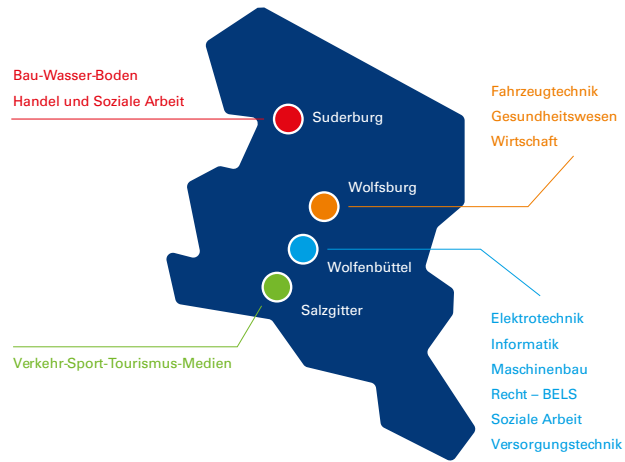 Bau-Wasser-Boden
Handel und Soziale Arbeit
Suderburg
Fahrzeugtechnik
Gesundheitswesen
Wirtschaft
Wolfsburg
Wolfenbüttel
Salzgitter
Verkehr-Sport-Tourismus-Medien
Elektrotechnik
Informatik
Maschinenbau
Recht – BELS
Soziale Arbeit
Versorgungstechnik